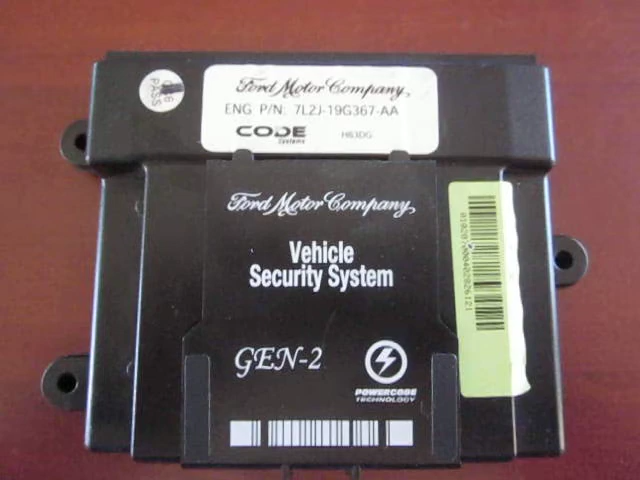 PASS
Ford Motor Company,
ENG P/N: 7L2J-19G367-AA
CODE
Systems
H63DG
Ford Motor Company,
Vehicle
Security System
GEN-2
POWERCODE
TECHNOLOGY